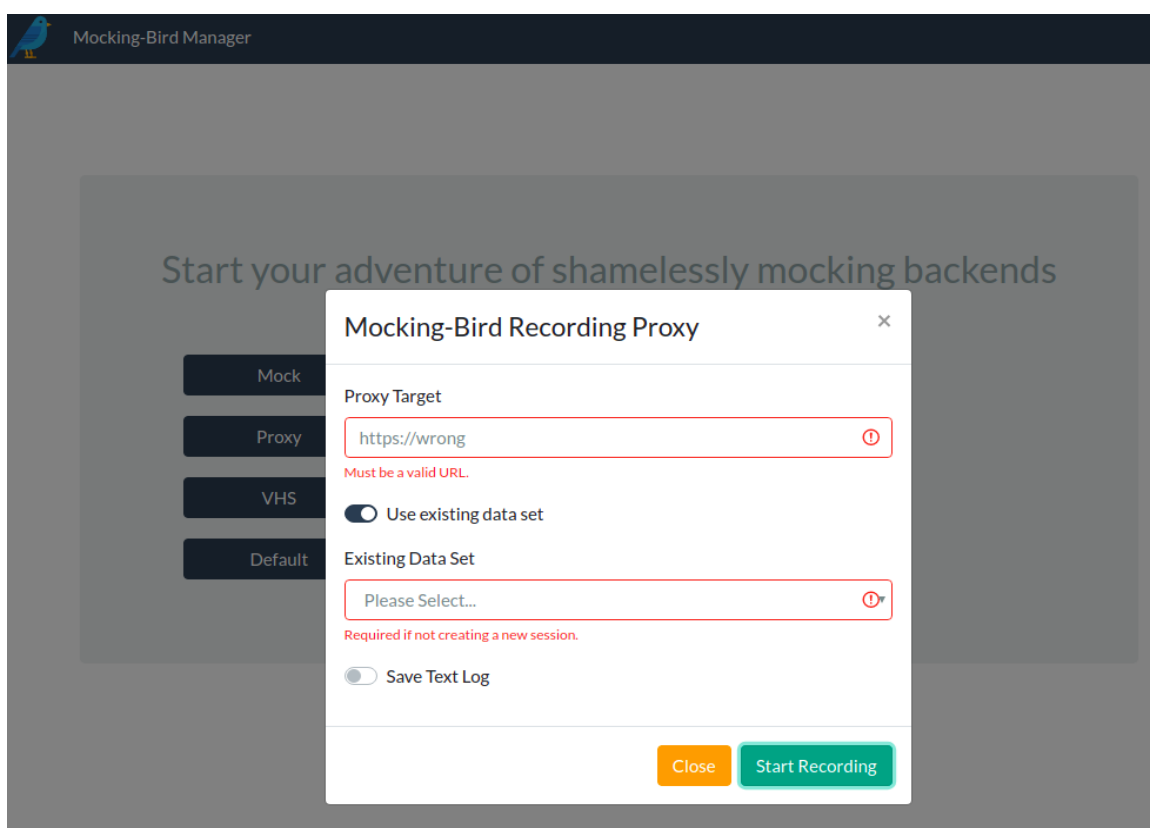 Mocking-Bird Manager
Start your adventure of shamelessly mocking backends
Mock
Proxy
VHS
Default
Mocking-Bird Recording Proxy
×
Proxy Target
https://wrong
Must be a valid URL.
Use existing data set
Existing Data Set
Please Select...
Required if not creating a new session.
Save Text Log
Close
Start Recording